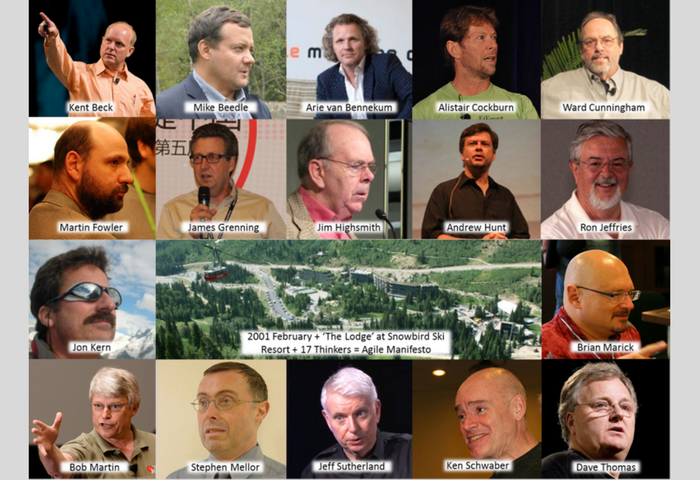 Kent Beck
Mike Beedle
Arie van Bennekum
Alistair Cockburn
Ward Cunningham
第五
Martin Fowler
James Grenning
Jim Highsmith
Andrew Hunt
Ron Jeffries
Jon Kern
2001 February + 'The Lodge' at Snowbird Ski
Resort + 17 Thinkers = Agile Manifesto
Brian Marick
Bob Martin
Stephen Mellor
Jeff Sutherland
Ken Schwaber
Dave Thomas